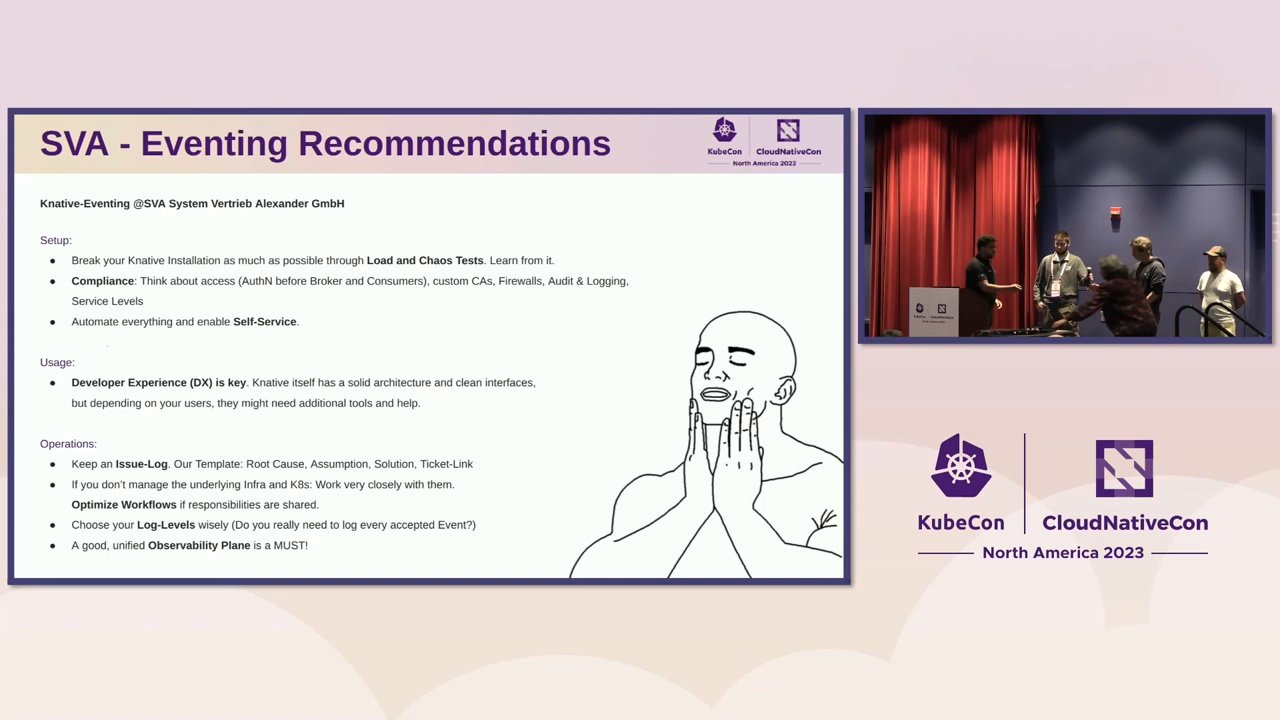 SVA - Eventing Recommendations
KubeCon
CloudNativeCon
North America 2023
Knative-Eventing @SVA System Vertrieb Alexander GmbH
Setup:
● Break your Knative Installation as much as possible through Load and Chaos Tests. Learn from it.
● Compliance: Think about access (AuthN before Broker and Consumers), custom CAs, Firewalls, Audit & Logging,
Service Levels
● Automate everything and enable Self-Service.
Usage:
● Developer Experience (DX) is key. Knative itself has a solid architecture and clean interfaces,
but depending on your users, they might need additional tools and help.
Operations:
● Keep an Issue-Log. Our Template: Root Cause, Assumption, Solution, Ticket-Link
● If you don’t manage the underlying Infra and K8s: Work very closely with them.
Optimize Workflows if responsibilities are shared.
● Choose your Log-Levels wisely (Do you really need to log every accepted Event?)
● A good, unified Observability Plane is a MUST!
KubeCon
CloudNativeCon
North America 2023